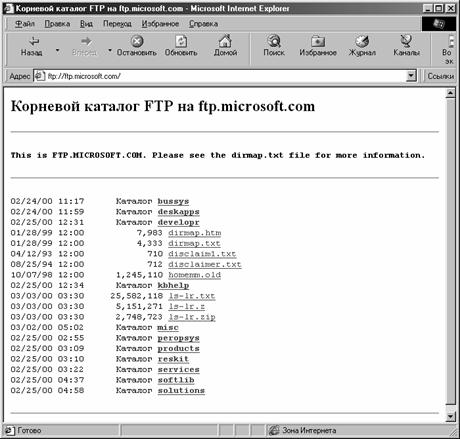 Корневой каталог FTP на ftp.microsoft.com - Microsoft Internet Explorer
Файл Правка Вид Переход Избранное Справка
Назад Вперед Остановить Обновить Домой Поиск Избранное Журнал Каналы Во эк
Адрес ftp://ftp.microsoft.com/ Ссылки
Корневой каталог FTP на ftp.microsoft.com
This is FTP.MICROSOFT.COM. Please see the dirmap.txt file for more information.
02/24/00 11:17 Каталог bussys
02/24/00 11:59 Каталог deskapps
02/25/00 12:31 Каталог developr
01/28/99 12:00 7,983 dirmap.htm
01/28/99 12:00 4,333 dirmap.txt
04/12/93 12:00 710 disclaim1.txt
08/25/94 12:00 712 disclaimer.txt
10/07/98 12:00 1,245,110 homemm.old
02/25/00 12:34 Каталог kbhelp
03/03/00 03:30 25,582,118 ls-lr.txt
03/03/00 03:30 5,151,271 ls-lr.z
03/03/00 03:30 2,748,723 ls-lr.zip
03/02/00 05:02 Каталог misc
02/25/00 02:55 Каталог peropsys
02/25/00 03:09 Каталог products
02/25/00 03:10 Каталог reskit
02/25/00 03:22 Каталог services
02/25/00 04:37 Каталог softlib
02/25/00 04:58 Каталог solutions
Готово Зона Интернета